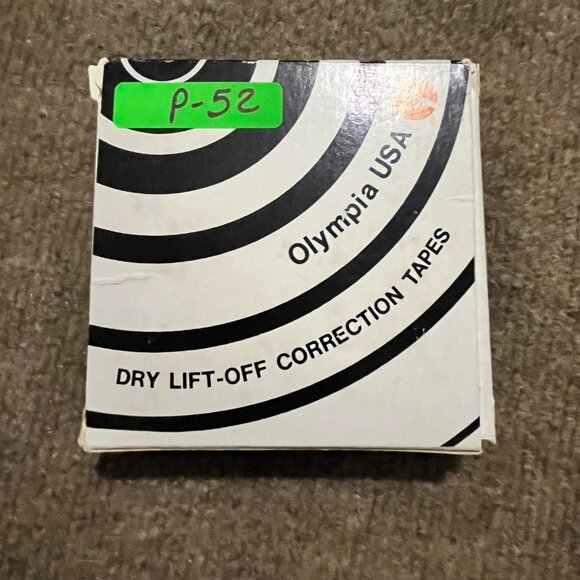 P-52
Olympia USA
DRY LIFT-OFF CORRECTION TAPES